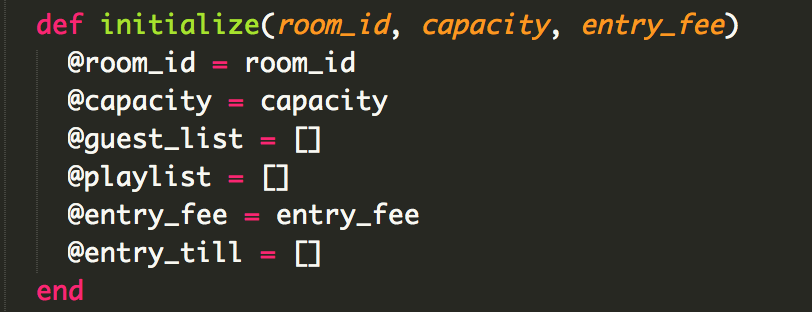 def initialize(room_id, capacity, entry_fee)
@room_id = room_id
@capacity = capacity
@guest_list = []
@playlist = []
@entry_fee = entry_fee
@entry_till = []
end